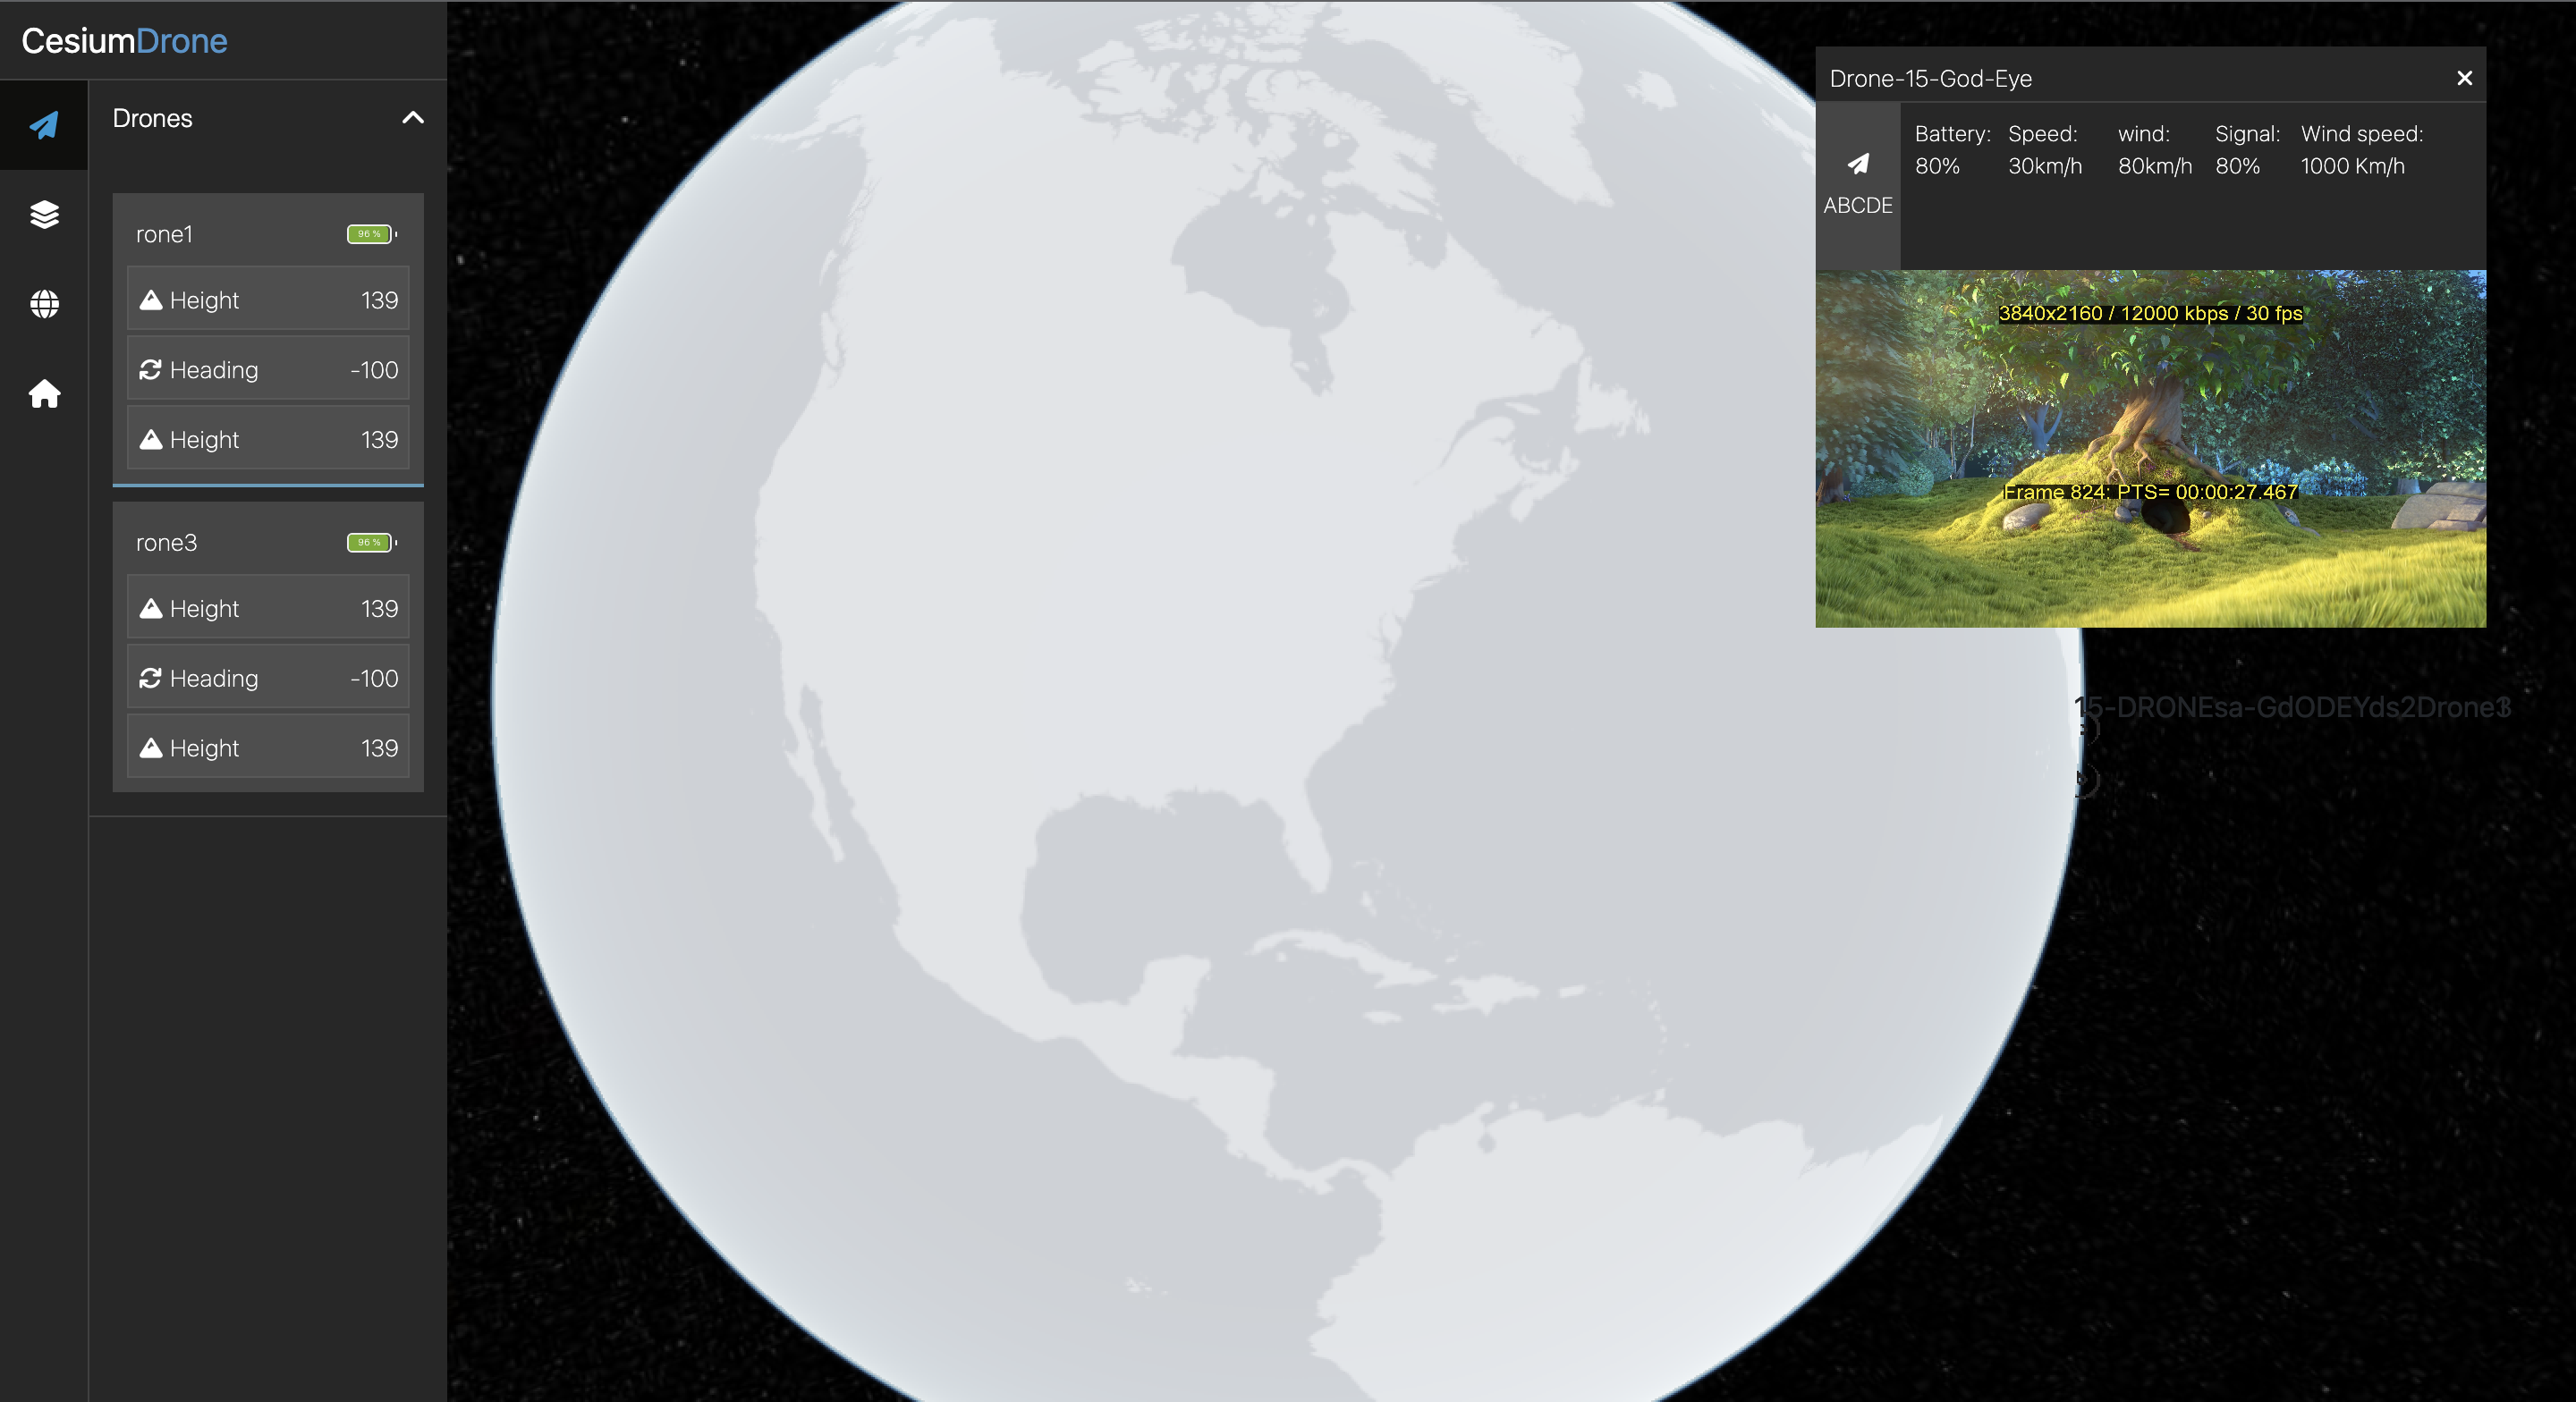 CesiumDrone
Drones
rone1 96 %
Height 139
Heading -100
Height 139
rone3 96 %
Height 139
Heading -100
Height 139
Drone-15-God-Eye
ABCDE
Battery: Speed: wind: Signal: Wind speed:
80% 30km/h 80km/h 80% 1000 Km/h
3840x2160 / 12000 kbps / 30 fps
Frame 824: PTS= 00:00:27.467
15-DRONEsa-GdODEYds2Drone3